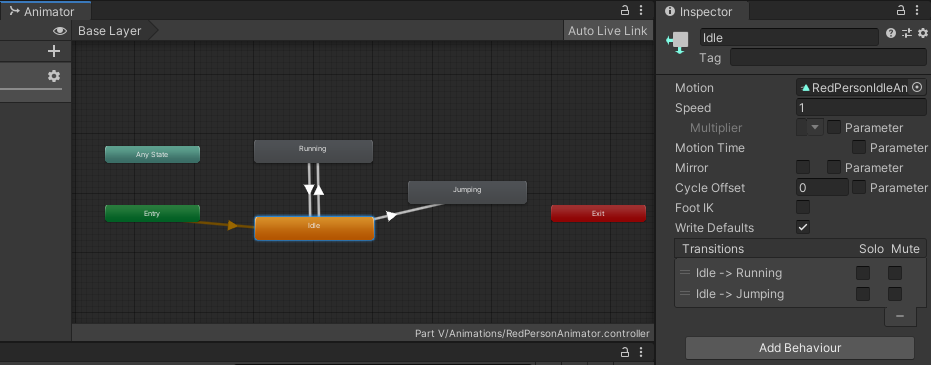 Animator
Base Layer
Auto Live Link
Any State
Running
Jumping
Entry
Idle
Exit
Part V/Animations/RedPersonAnimator.controller
Inspector
Idle
Tag
Motion
RedPersonIdleAn
Speed
1
Multiplier
Parameter
Motion Time
Parameter
Mirror
Parameter
Cycle Offset
0
Parameter
Foot IK
Write Defaults
Transitions Solo Mute
Idle -> Running
Idle -> Jumping
Add Behaviour